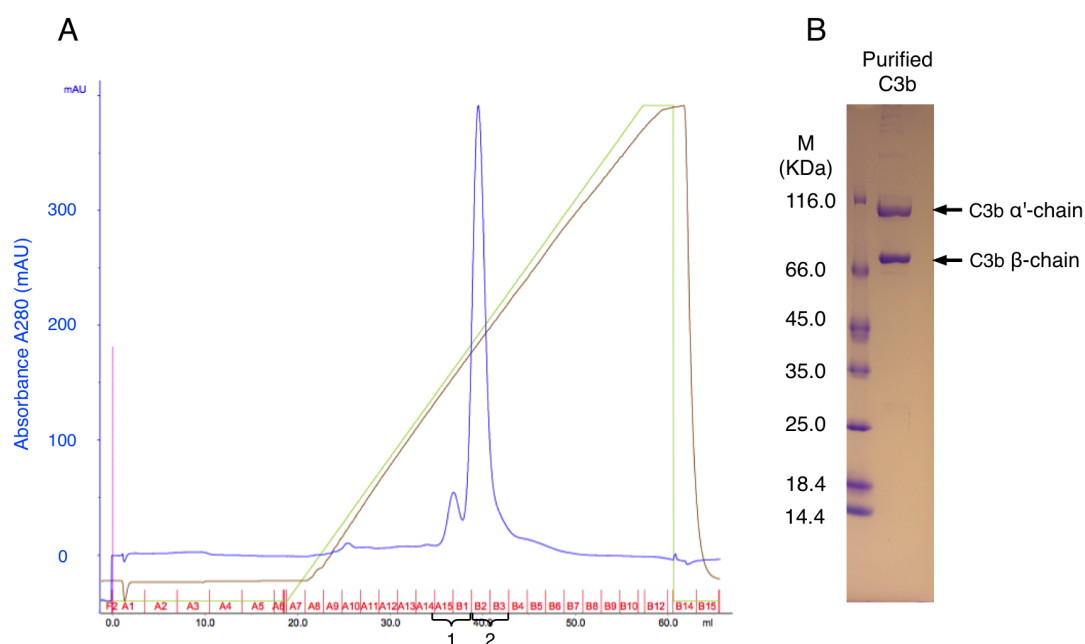 A
mAU
300
200
100
0
Absorbance A280 (mAU)
F2 A1 A2 A3 A4 A5 A6 A7 A8 A9 A10 A11 A12 A13 A14 A15 B1 B2 B3 B4 B5 B6 B7 B8 B9 B10 B12 B14 B15
0.0 10.0 20.0 30.0 40.0 50.0 60.0 ml
1 2
B
Purified
C3b
M
(KDa)
116.0
66.0
45.0
35.0
25.0
18.4
14.4
C3b α'-chain
C3b β-chain